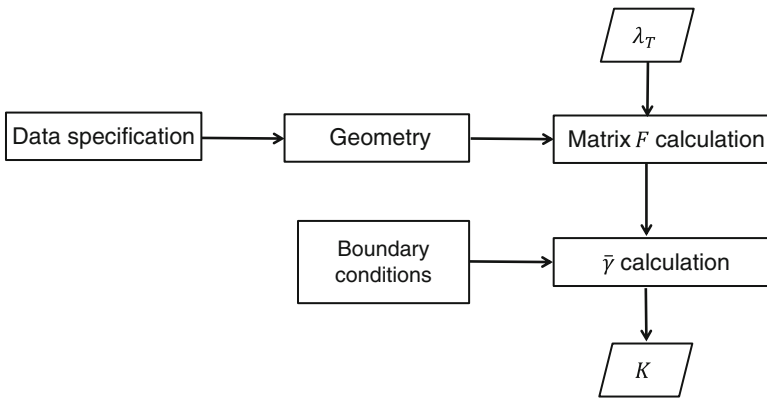 λ_T
Data specification
Geometry
Matrix F calculation
Boundary
conditions
γ̄ calculation
K